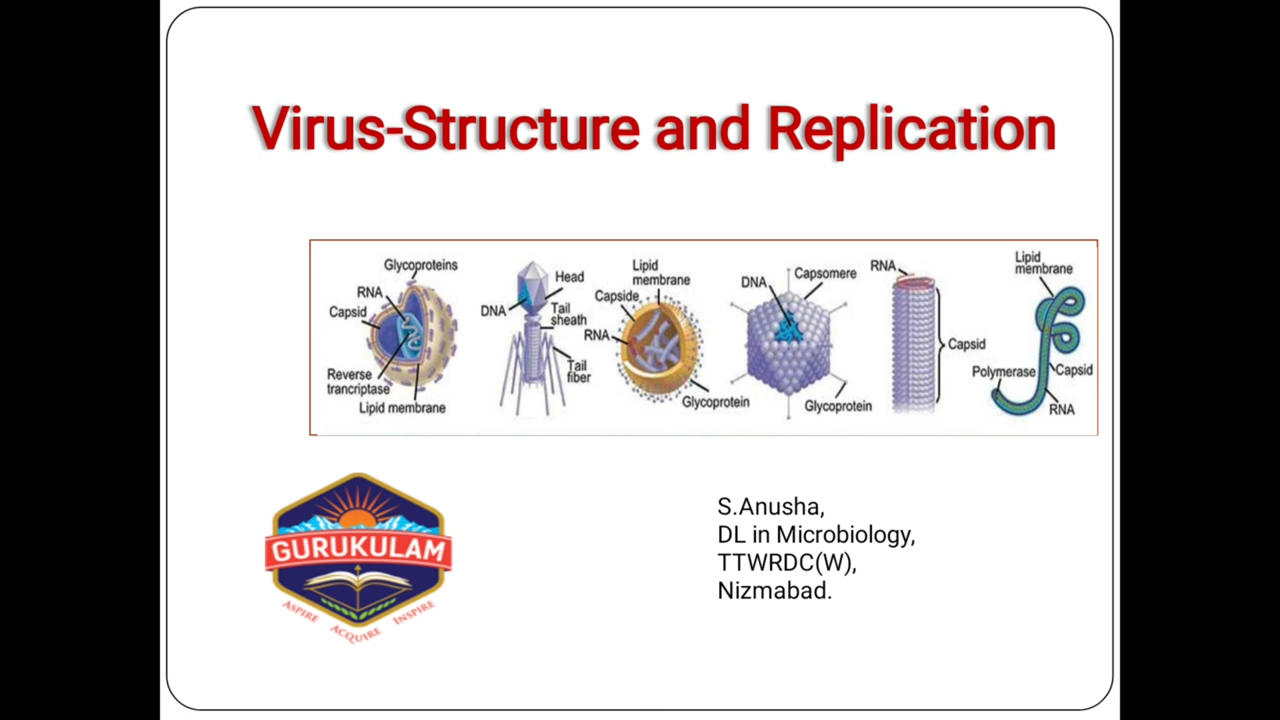 Virus-Structure and Replication
Glycoproteins
RNA
Capsid
Reverse
trancriptase
Lipid membrane
Head
DNA
Tail
sheath
Tail
fiber
Lipid
membrane
Capside
RNA
Glycoprotein
DNA
Capsomere
Glycoprotein
RNA
Capsid
Lipid
membrane
Polymerase
Capsid
RNA
GURUKULAM
ASPIRE
ACQUIRE
INSPIRE
S.Anusha,
DL in Microbiology,
TTWRDC(W),
Nizmabad.